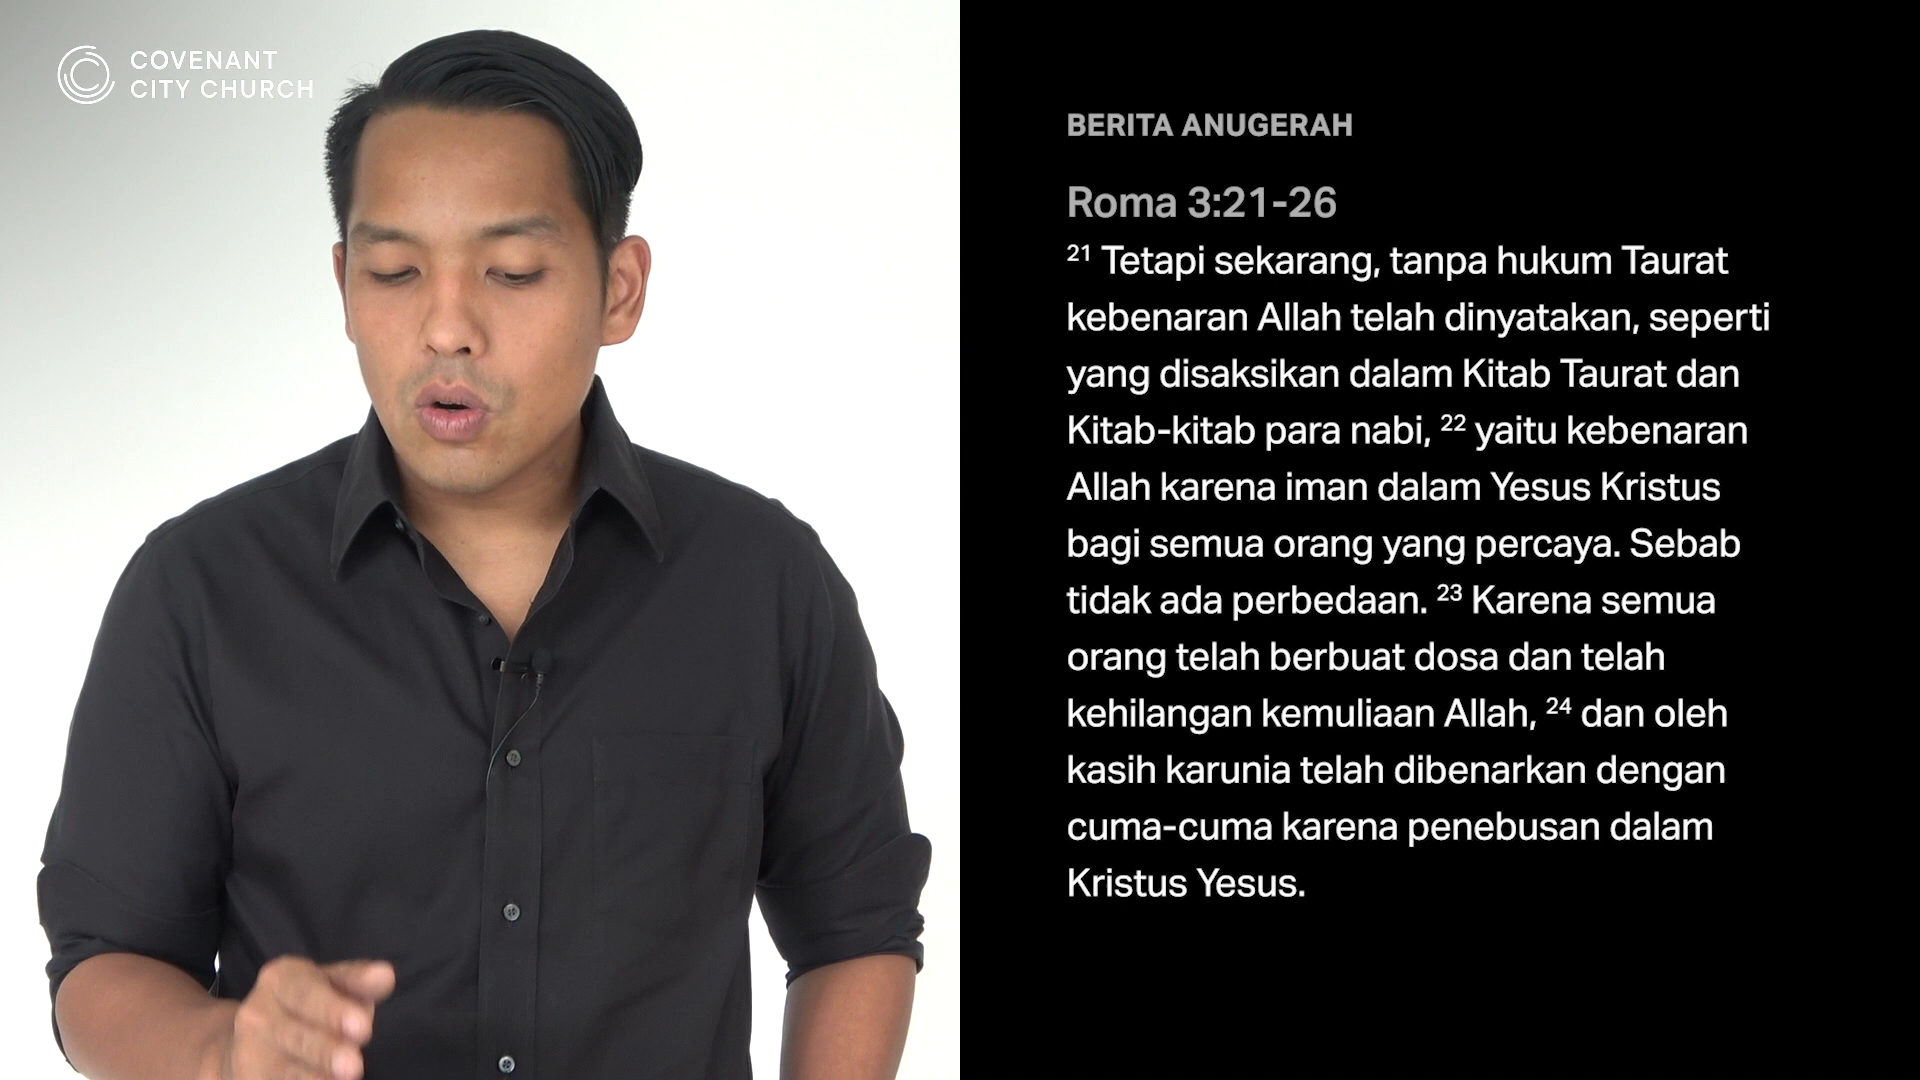 COVENANT
CITY CHURCH
BERITA ANUGERAH
Roma 3:21-26
21 Tetapi sekarang, tanpa hukum Taurat
kebenaran Allah telah dinyatakan, seperti
yang disaksikan dalam Kitab Taurat dan
Kitab-kitab para nabi, 22 yaitu kebenaran
Allah karena iman dalam Yesus Kristus
bagi semua orang yang percaya. Sebab
tidak ada perbedaan. 23 Karena semua
orang telah berbuat dosa dan telah
kehilangan kemuliaan Allah, 24 dan oleh
kasih karunia telah dibenarkan dengan
cuma-cuma karena penebusan dalam
Kristus Yesus.